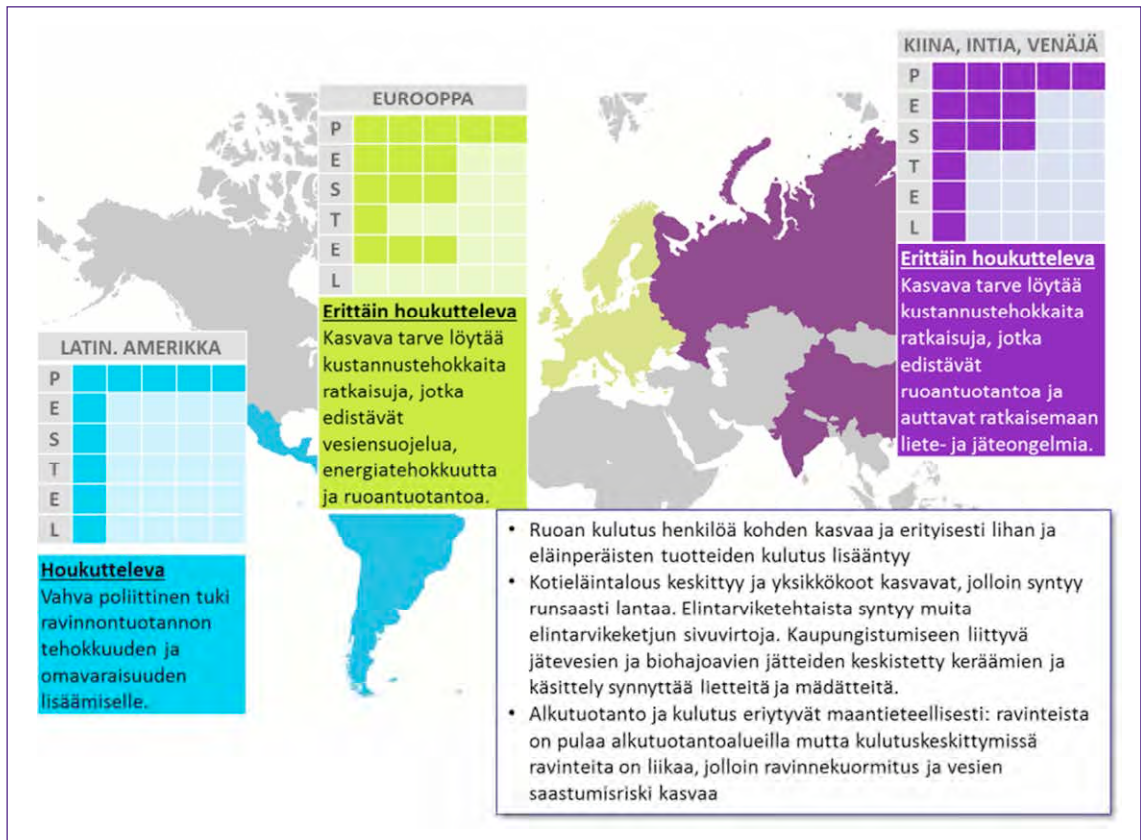 KIINA, INTIA, VENÄJÄ
P
E
S
T
E
L
Erittäin houkutteleva
Kasvava tarve löytää
kustannustehokkaita
ratkaisuja, jotka
edistävät
ruoantuotantoa ja
auttavat ratkaisemaan
liete- ja jäteongelmia.
EUROOPPA
P
E
S
T
E
L
Erittäin houkutteleva
Kasvava tarve löytää
kustannustehokkaita
ratkaisuja, jotka
edistävät
vesiensuojelua,
energiatehokkuutta
ja ruoantuotantoa.
LATIN. AMERIKKA
P
E
S
T
E
L
Houkutteleva
Vahva poliittinen tuki
ravinnontuotannon
tehokkuuden ja
omavaraisuuden
lisäämiselle.
• Ruoan kulutus henkilöä kohden kasvaa ja erityisesti lihan ja
eläinperäisten tuotteiden kulutus lisääntyy
• Kotieläintalous keskittyy ja yksikkökoot kasvavat, jolloin syntyy
runsaasti lantaa. Elintarviketehtaista syntyy muita
elintarvikeketjun sivuvirtoja. Kaupungistumiseen liittyvä
jätevesien ja biohajoavien jätteiden keskistetty keräämien ja
käsittely synnyttää lietteitä ja mädätteitä.
• Alkutuotanto ja kulutus eriytyvät maantieteellisesti: ravinteista
on pulaa alkutuotantoalueilla mutta kulutuskeskittymissä
ravinteita on liikaa, jolloin ravinnekuormitus ja vesien
saastumisriski kasvaa